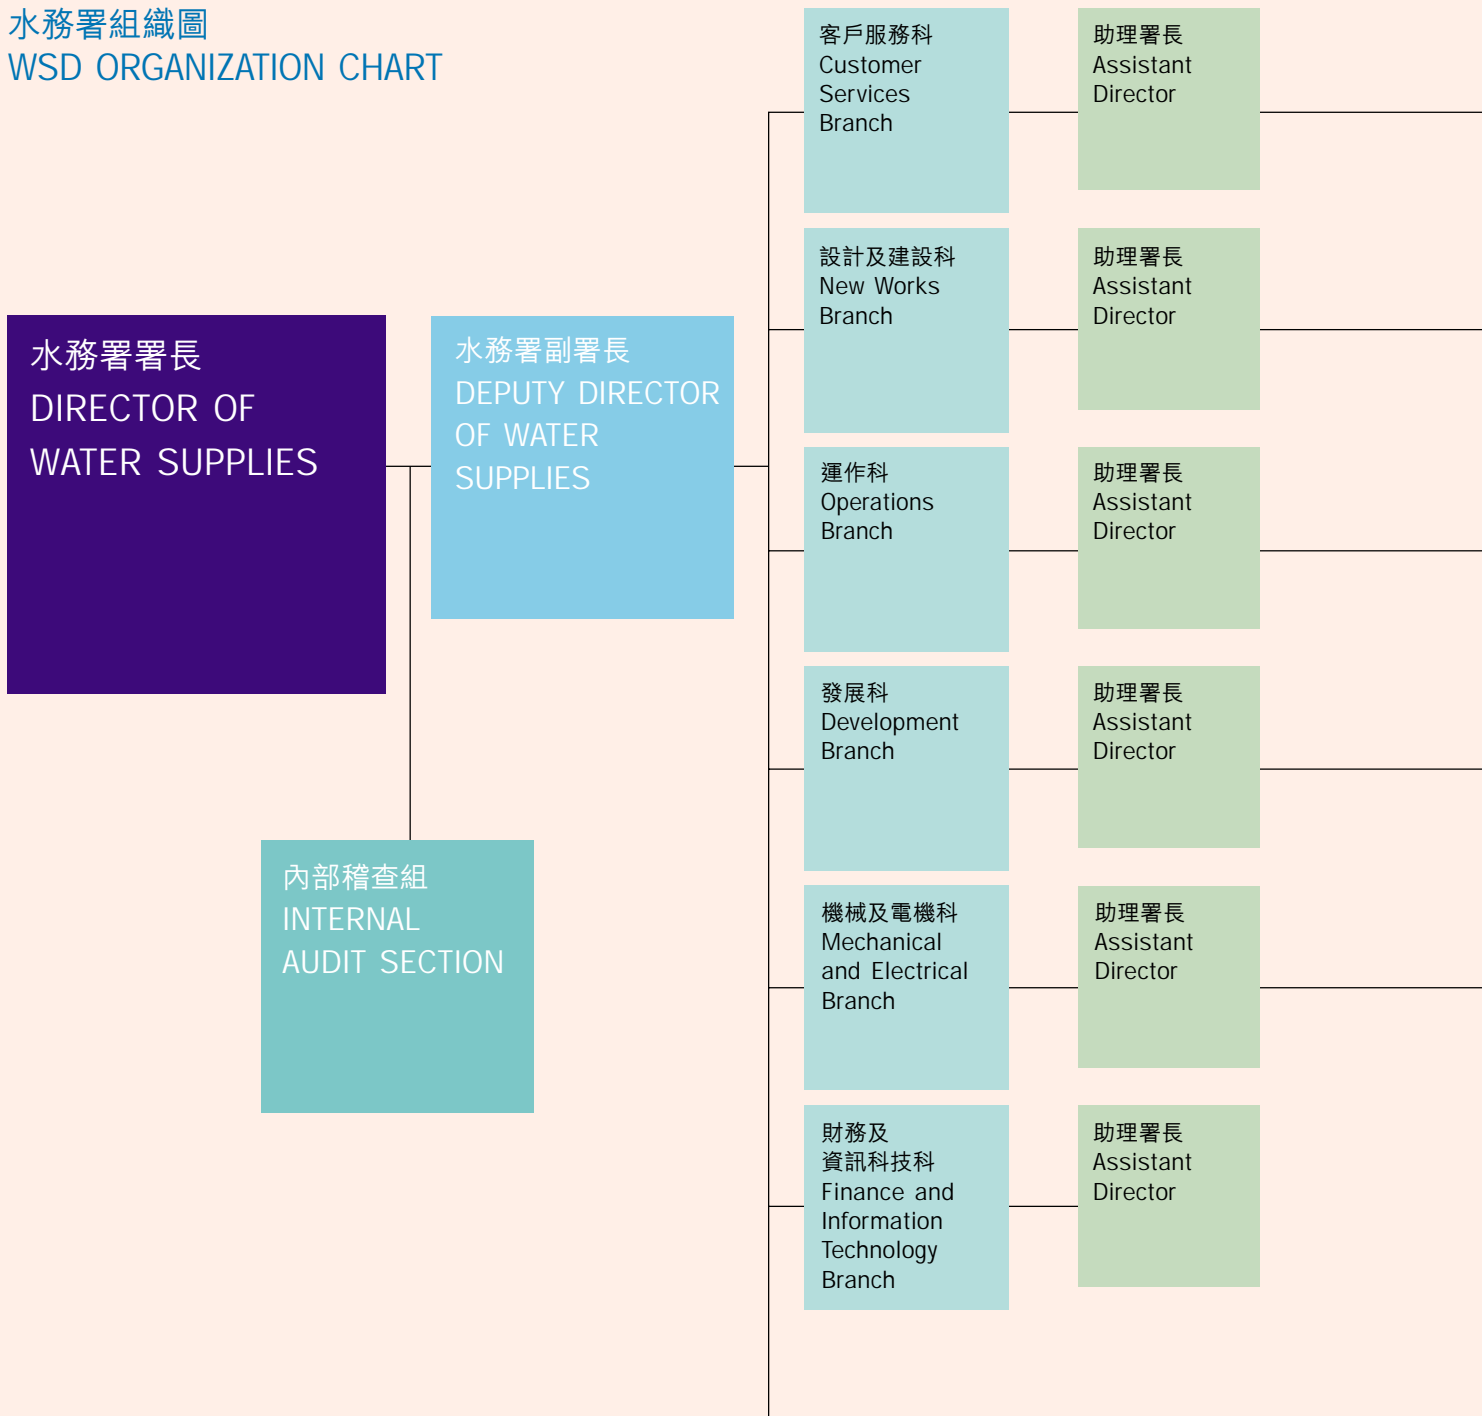 水務署組織圖
WSD ORGANIZATION CHART
水務署署長
DIRECTOR OF
WATER SUPPLIES
水務署副署長
DEPUTY DIRECTOR
OF WATER
SUPPLIES
內部稽查組
INTERNAL
AUDIT SECTION
客戶服務科
Customer
Services
Branch
助理署長
Assistant
Director
設計及建設科
New Works
Branch
助理署長
Assistant
Director
運作科
Operations
Branch
助理署長
Assistant
Director
發展科
Development
Branch
助理署長
Assistant
Director
機械及電機科
Mechanical
and Electrical
Branch
助理署長
Assistant
Director
財務及
資訊科技科
Finance and
Information
Technology
Branch
助理署長
Assistant
Director